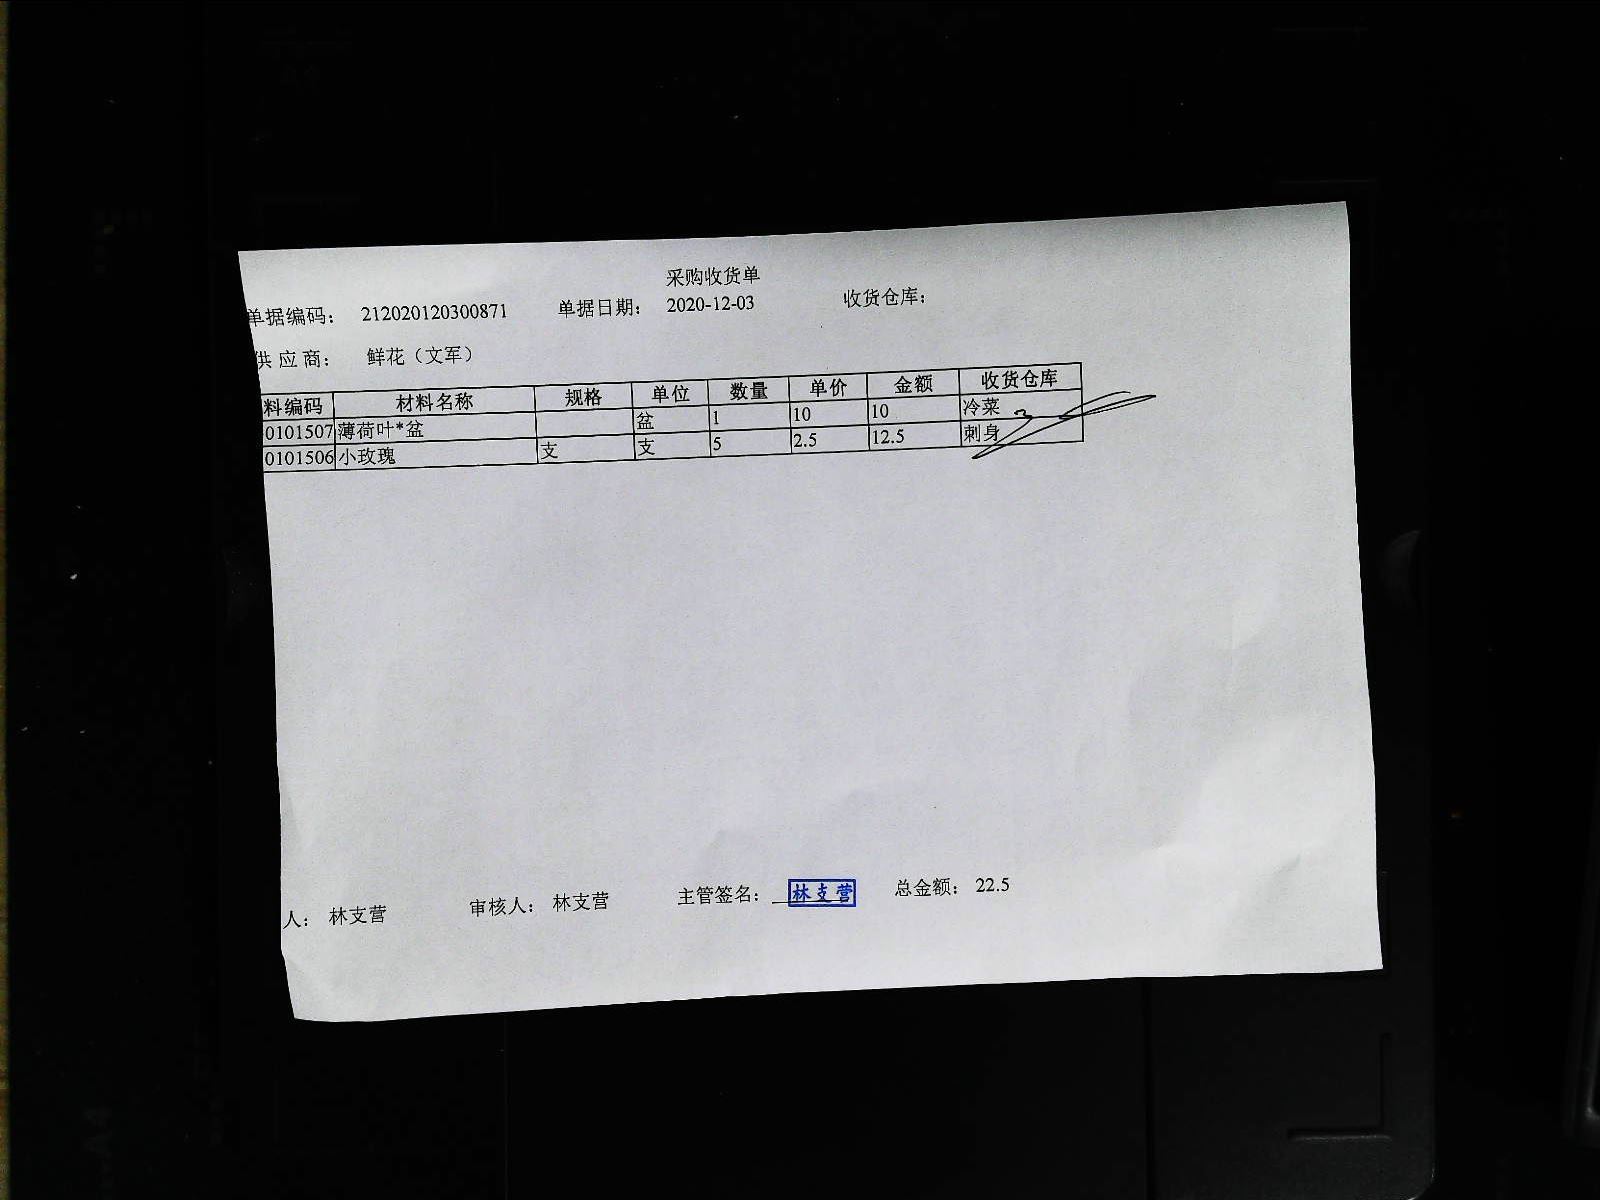 采购收货单
单据编码： 212020120300871 单据日期： 2020-12-03 收货仓库：
供应商： 鲜花（文军）
料编码 材料名称 规格 单位 数量 单价 金额 收货仓库
0101507 薄荷叶*盆 盆 1 10 10 冷菜
0101506 小玫瑰 支 支 5 2.5 12.5 刺身
人： 林支营 审核人： 林支营 主管签名： 林支营 总金额： 22.5